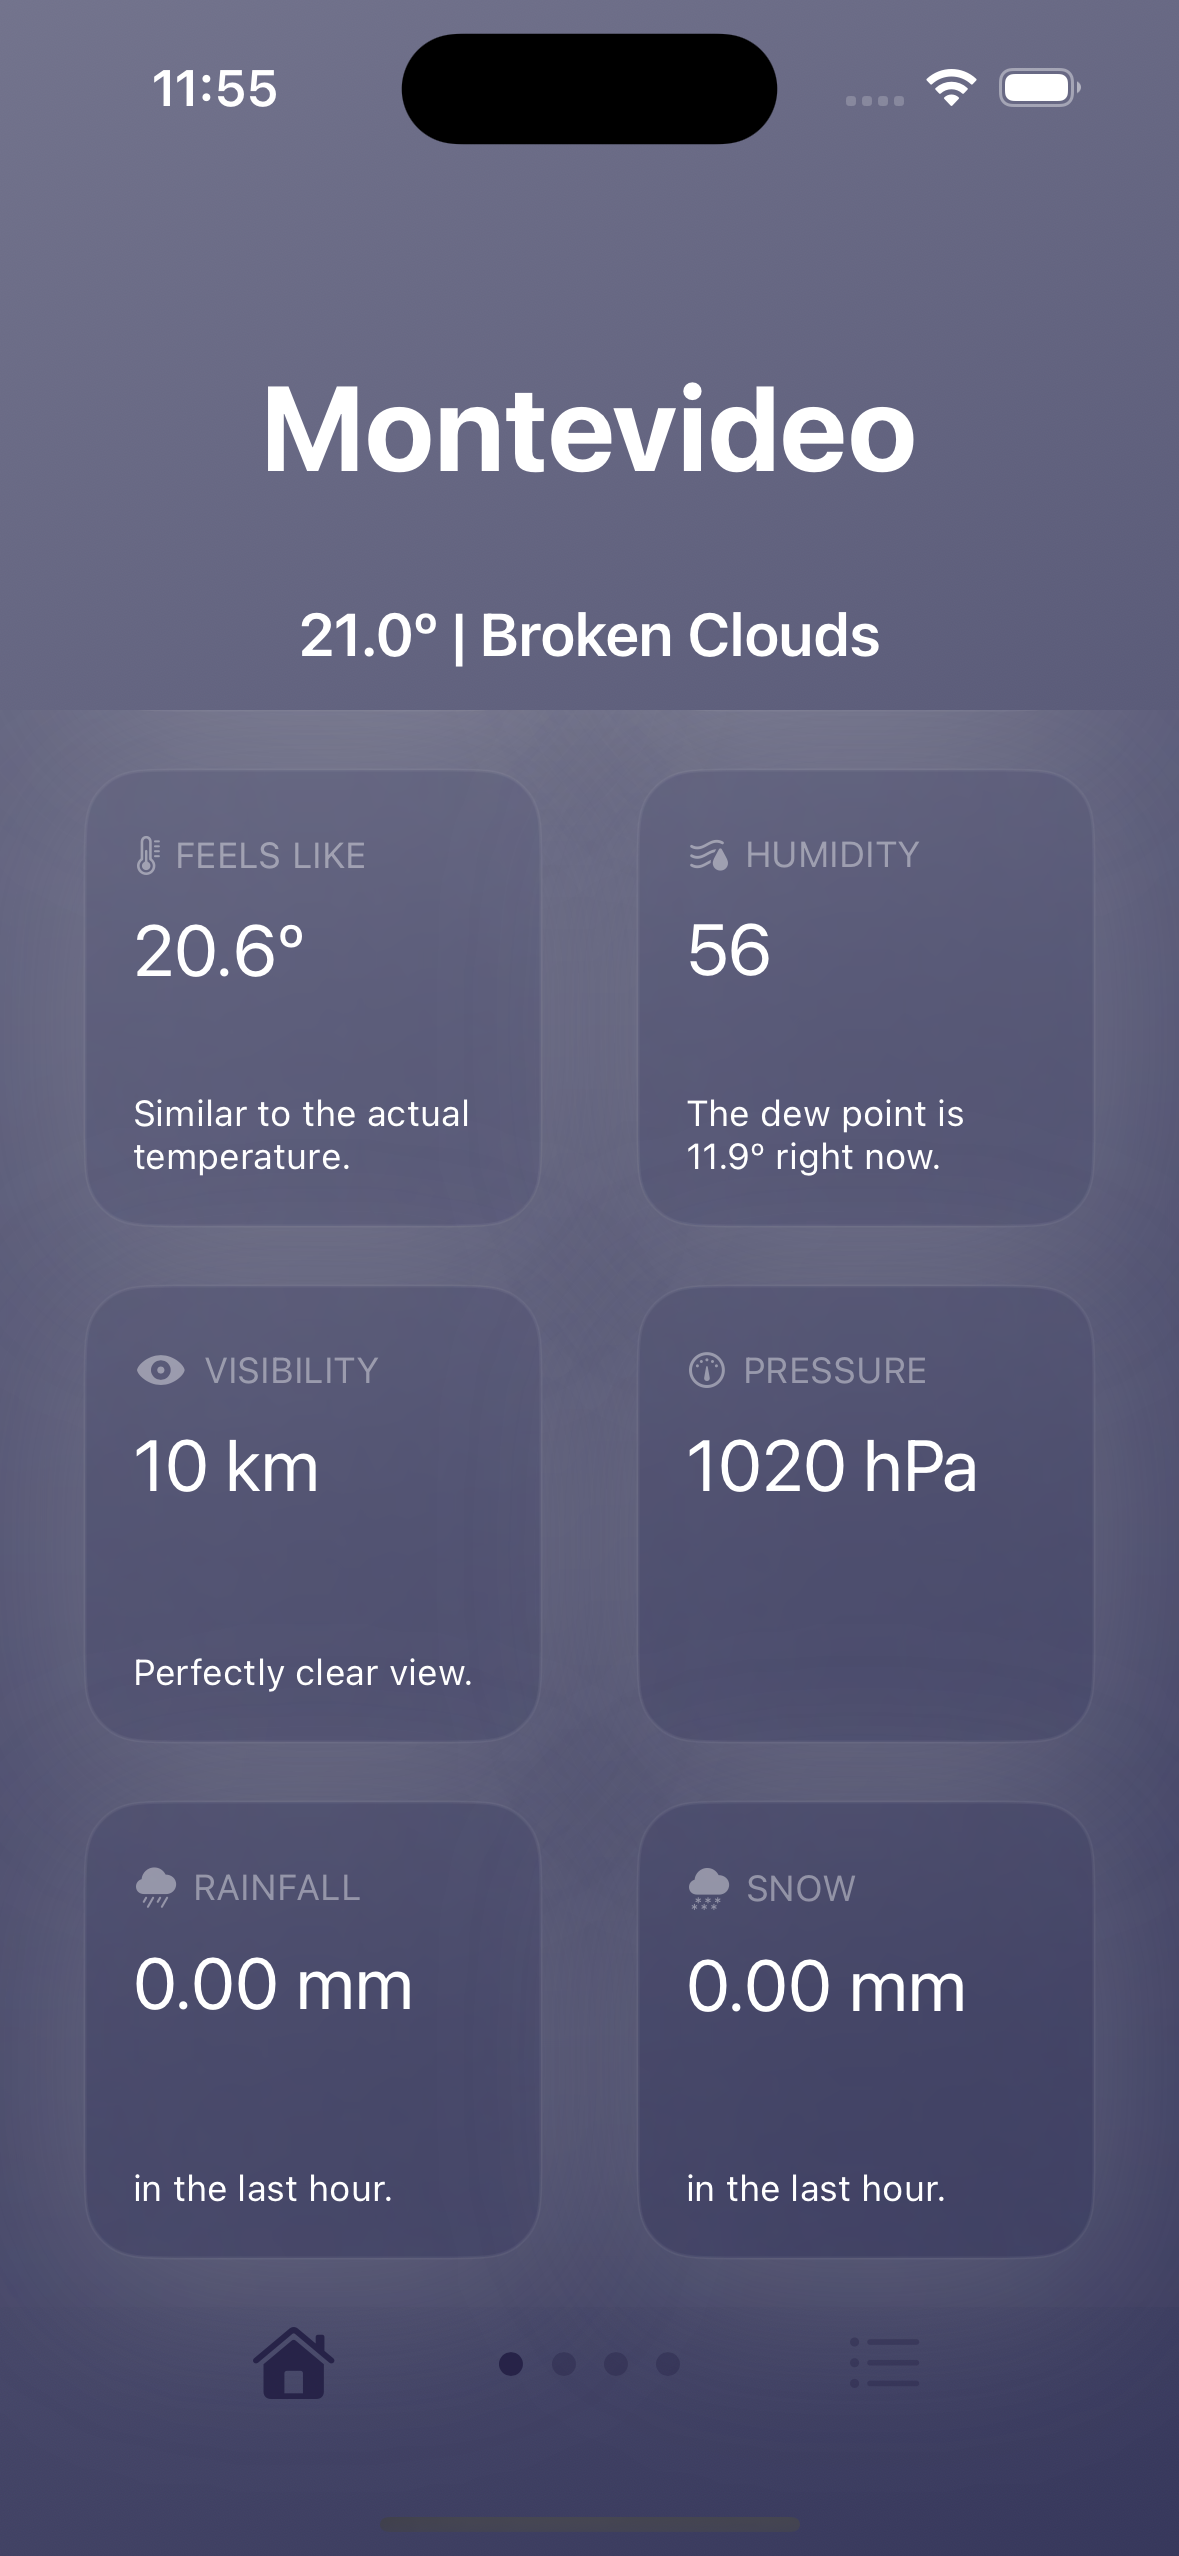 11:55
Montevideo
21.0° | Broken Clouds
FEELS LIKE
20.6°
Similar to the actual
temperature.
HUMIDITY
56
The dew point is
11.9° right now.
VISIBILITY
10 km
Perfectly clear view.
PRESSURE
1020 hPa
RAINFALL
0.00 mm
in the last hour.
SNOW
0.00 mm
in the last hour.